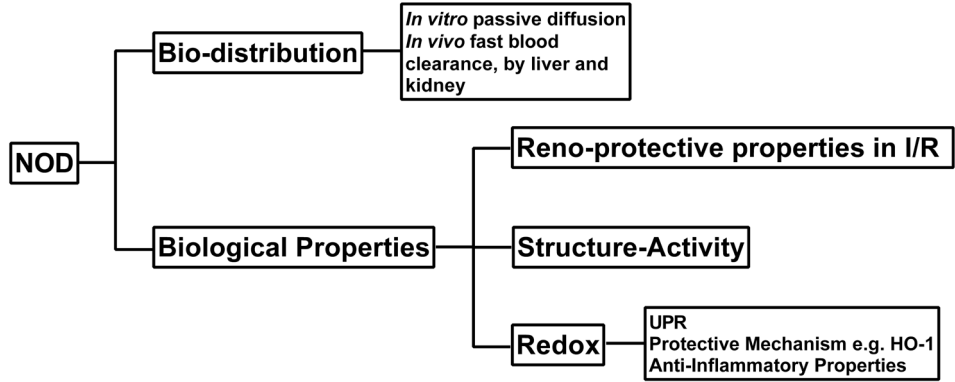 NOD
Bio-distribution
In vitro passive diffusion
In vivo fast blood
clearance, by liver and
kidney
Biological Properties
Reno-protective properties in I/R
Structure-Activity
Redox
UPR
Protective Mechanism e.g. HO-1
Anti-Inflammatory Properties